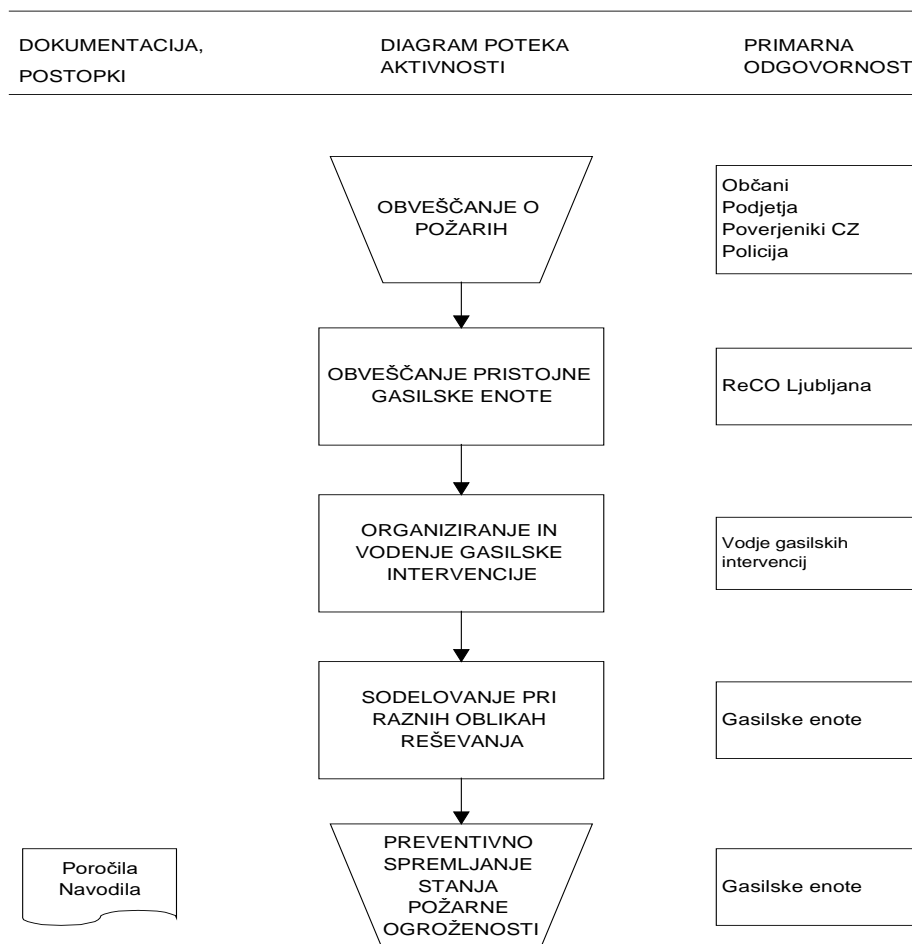 DOKUMENTACIJA,
POSTOPKI
DIAGRAM POTEKA
AKTIVNOSTI
PRIMARNA
ODGOVORNOST
OBVEŠČANJE O
POŽARIH
Občani
Podjetja
Poverjeniki CZ
Policija
OBVEŠČANJE PRISTOJNE
GASILSKE ENOTE
ReCO Ljubljana
ORGANIZIRANJE IN
VODENJE GASILSKE
INTERVENCIJE
Vodje gasilskih
intervencij
SODELOVANJE PRI
RAZNIH OBLIKAH
REŠEVANJA
Gasilske enote
Poročila
Navodila
PREVENTIVNO
SPREMLJANJE
STANJA
POŽARNE
OGROŽENOSTI
Gasilske enote